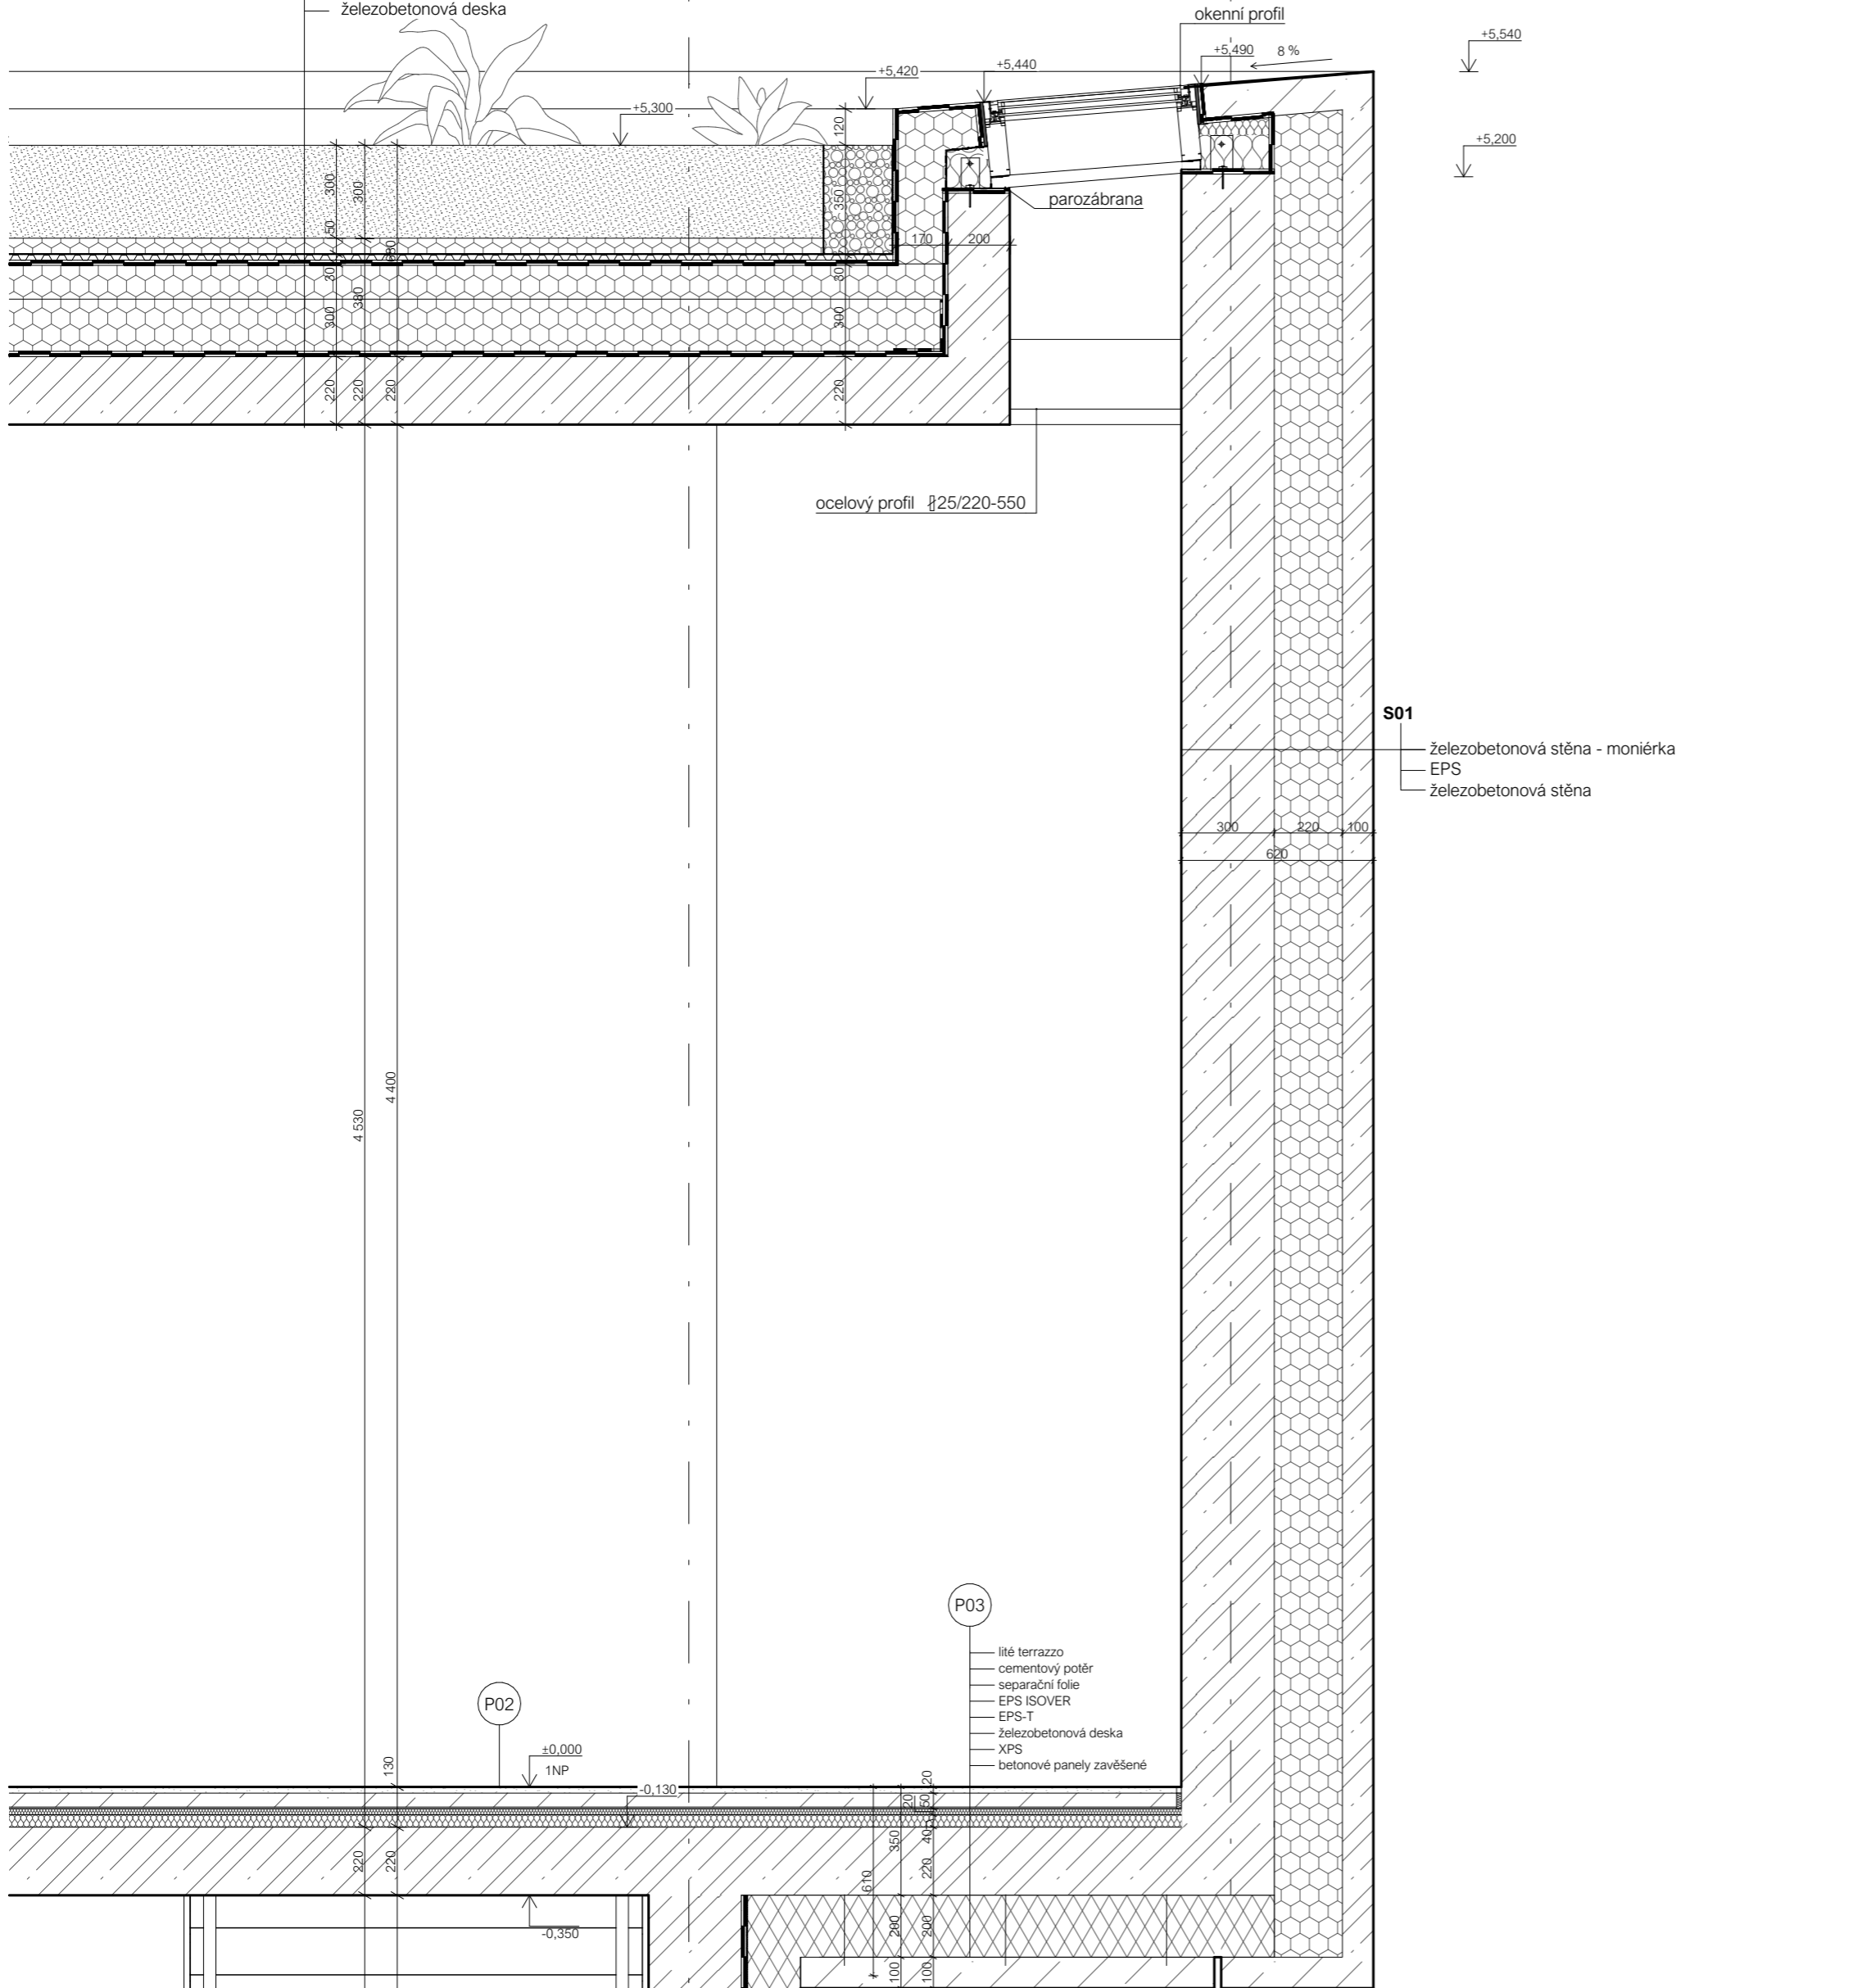 železobetonová deska
okenní profil
+5,540
+5,490
8 %
+5,440
+5,420
+5,300
120
+5,200
300
300
350
parozábrana
50
170
200
30
380
30
300
300
220
220
220
220
ocelový profil 25/220-550
S01
železobetonová stěna - moniérka
EPS
železobetonová stěna
300
220
100
620
4 400
4 530
P03
lité terrazzo
cementový potěr
separační folie
EPS ISOVER
EPS-T
železobetonová deska
XPS
betonové panely zavěšené
P02
±0,000
1NP
130
-0,130
20
20
50
350
40
220
220
220
610
-0,350
200
200
100
100